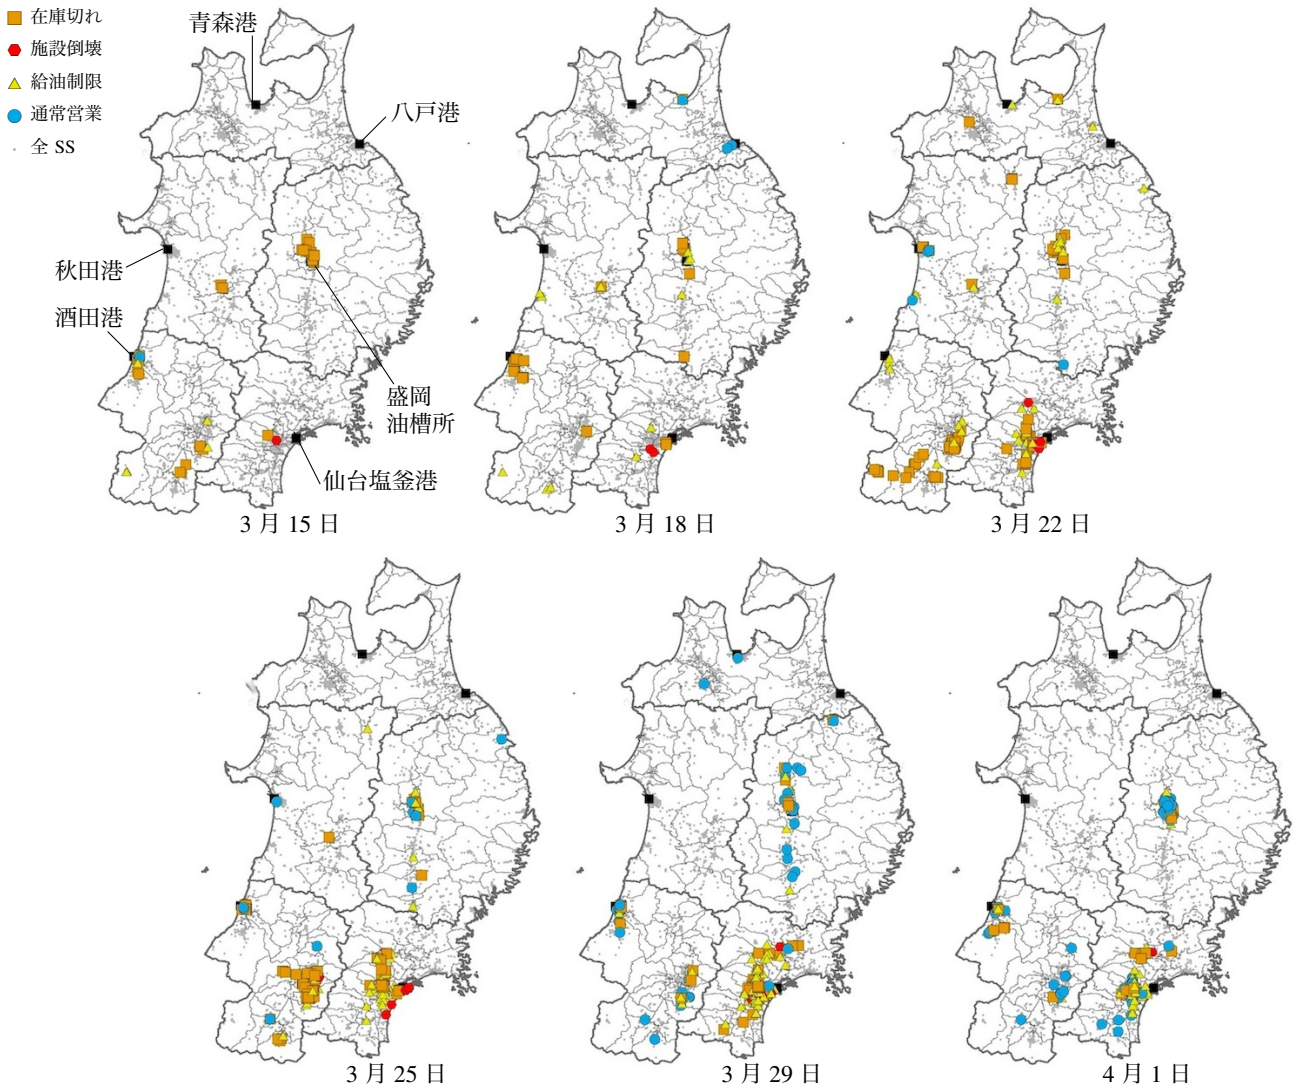 在庫切れ
施設倒壊
給油制限
通常営業
全 SS
青森港
八戸港
秋田港
酒田港
盛岡
油槽所
仙台塩釜港
3 月 15 日
3 月 18 日
3 月 22 日
3 月 25 日
3 月 29 日
4 月 1 日